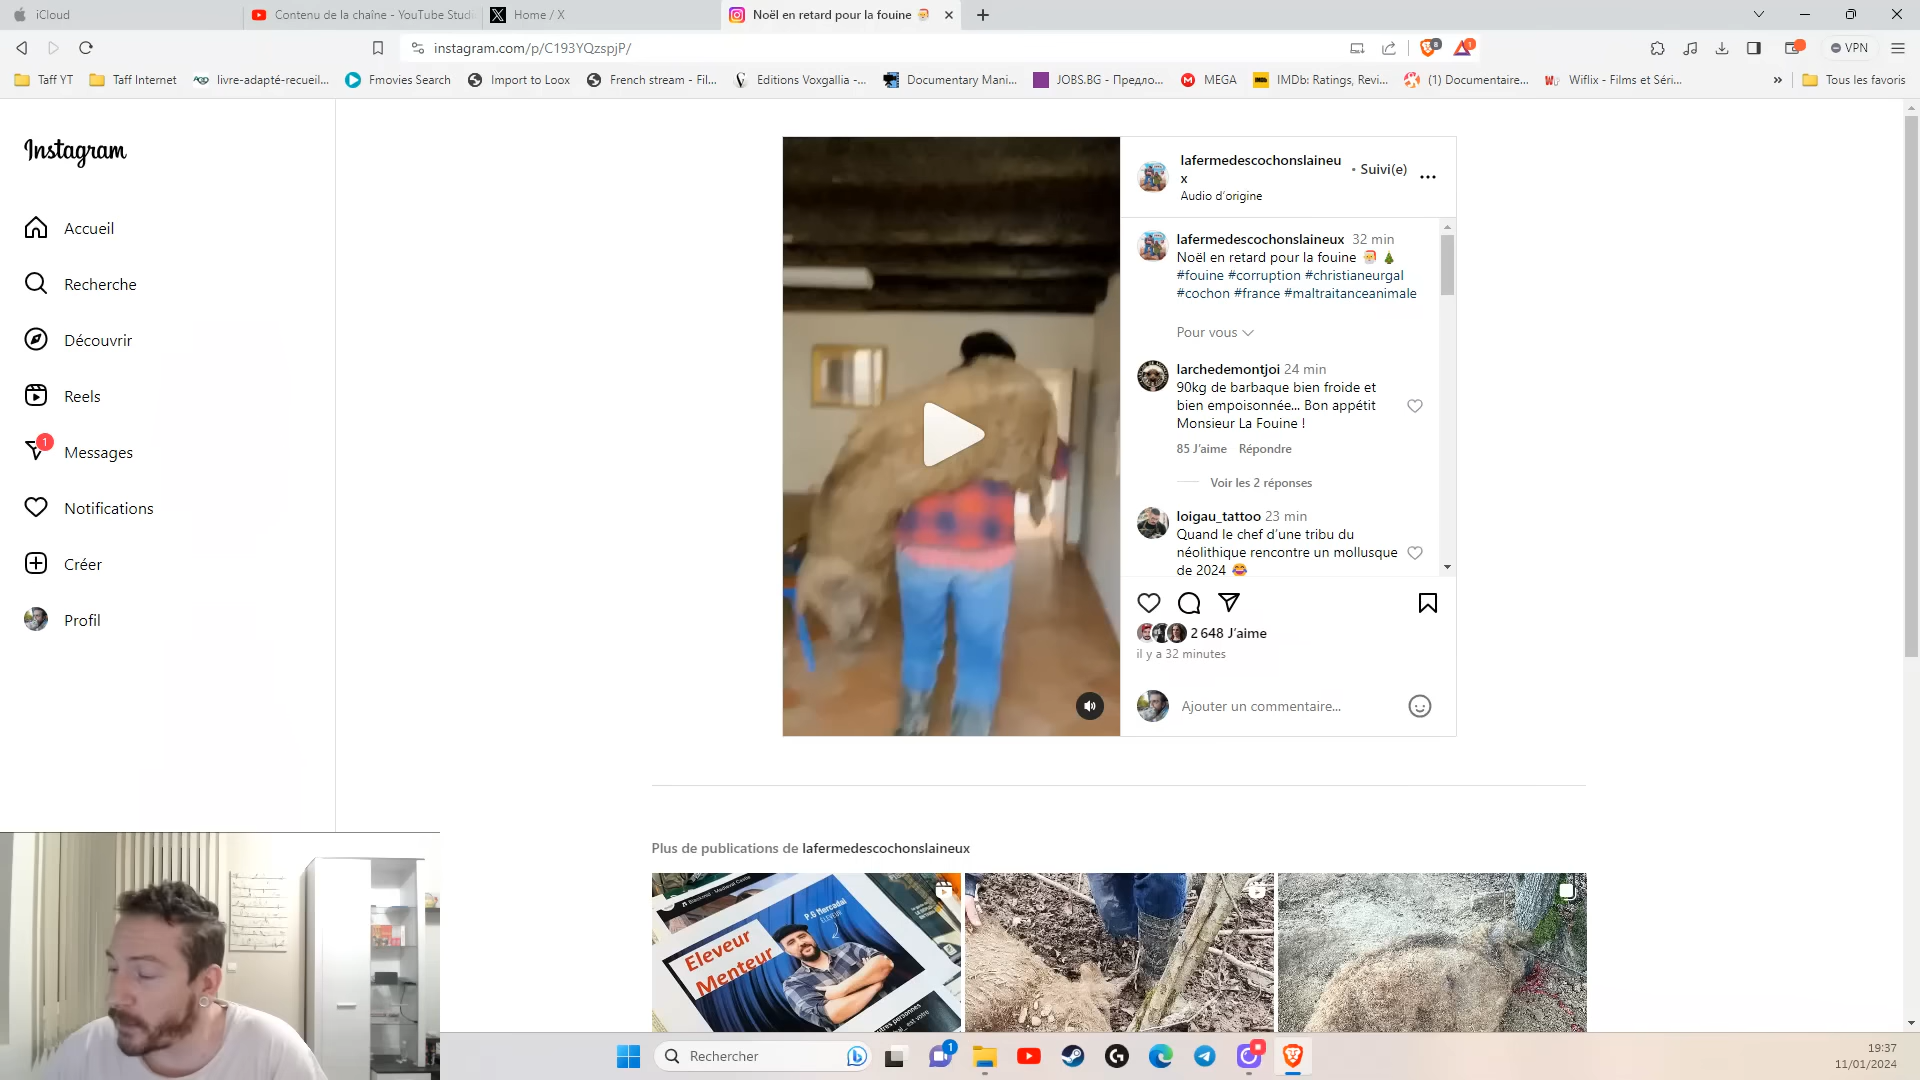 iCloud
Contenu de la chaîne - YouTube Studi
Home / X
Noël en retard pour la fouine
instagram.com/p/C193YQzspjP/
8
1
VPN
Taff YT
Taff Internet
livre-adapté-recueil...
Fmovies Search
Import to Loox
French stream - Fil...
Editions Voxgallia -...
Documentary Mani...
JOBS.BG - Предло...
MEGA
IMDb: Ratings, Revi...
(1) Documentaire...
Wiflix - Films et Séri...
»
Tous les favoris
Instagram
Accueil
Recherche
Découvrir
Reels
1
Messages
Notifications
Créer
Profil
lafermedescochonslaineu
x
• Suivi(e)
Audio d'origine
lafermedescochonslaineux 32 min
Noël en retard pour la fouine 🎅 🎄
#fouine #corruption #christianeurgal
#cochon #france #maltraitanceanimale
Pour vous
larchedemontjoi 24 min
90kg de barbaque bien froide et
bien empoisonnée... Bon appétit
Monsieur La Fouine !
85 J'aime Répondre
Voir les 2 réponses
loigau_tattoo 23 min
Quand le chef d'une tribu du
néolithique rencontre un mollusque
de 2024 😂
2 648 J'aime
il y a 32 minutes
Ajouter un commentaire...
Plus de publications de lafermedescochonslaineux
P.G Mercadal
ELEVEUR
Eleveur
Menteur
Rechercher
1
19:37
11/01/2024